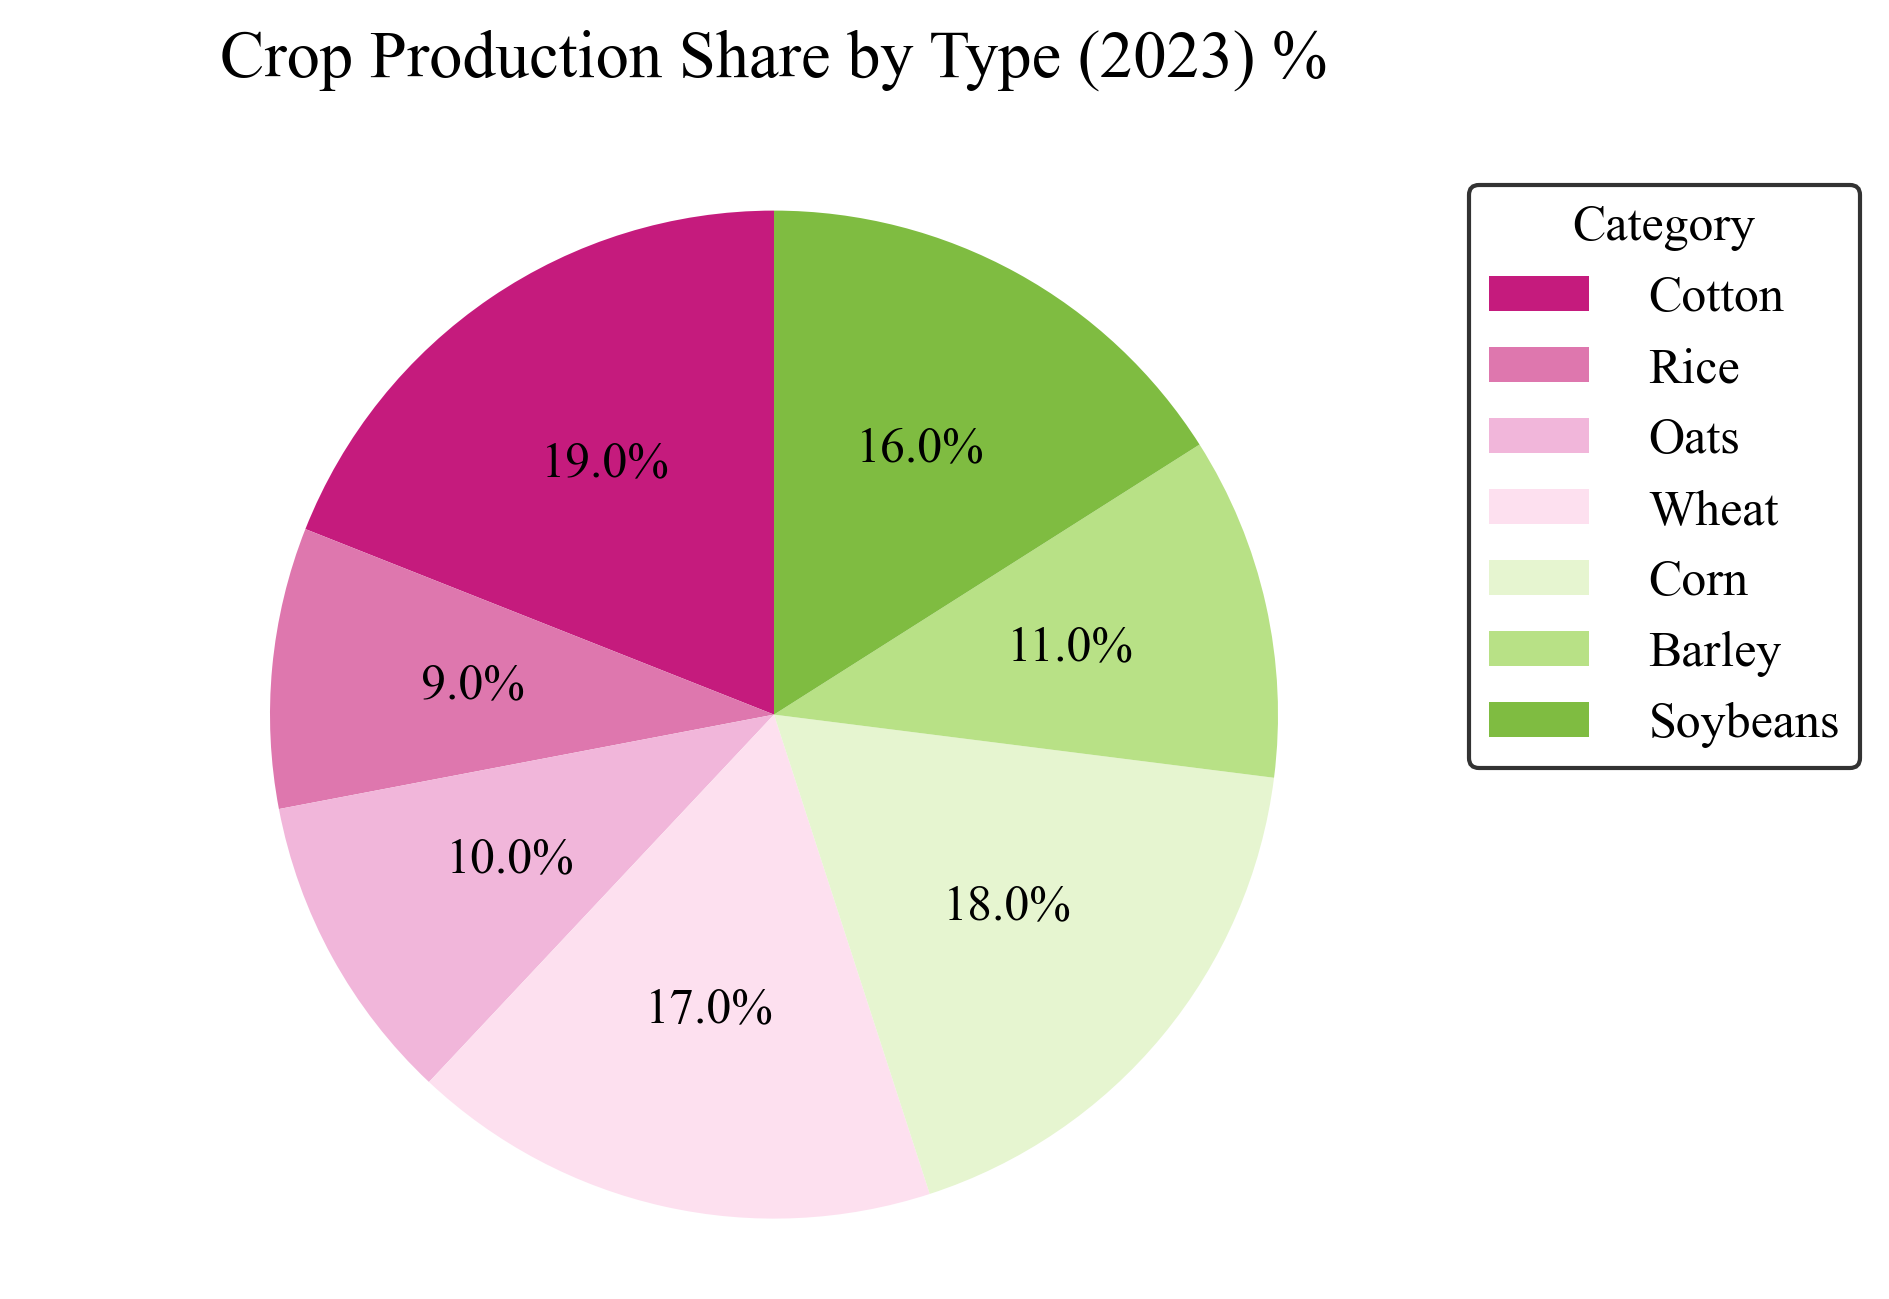 Crop Production Share by Type (2023) %
19.0%
16.0%
9.0%
11.0%
10.0%
18.0%
17.0%
Category
Cotton
Rice
Oats
Wheat
Corn
Barley
Soybeans